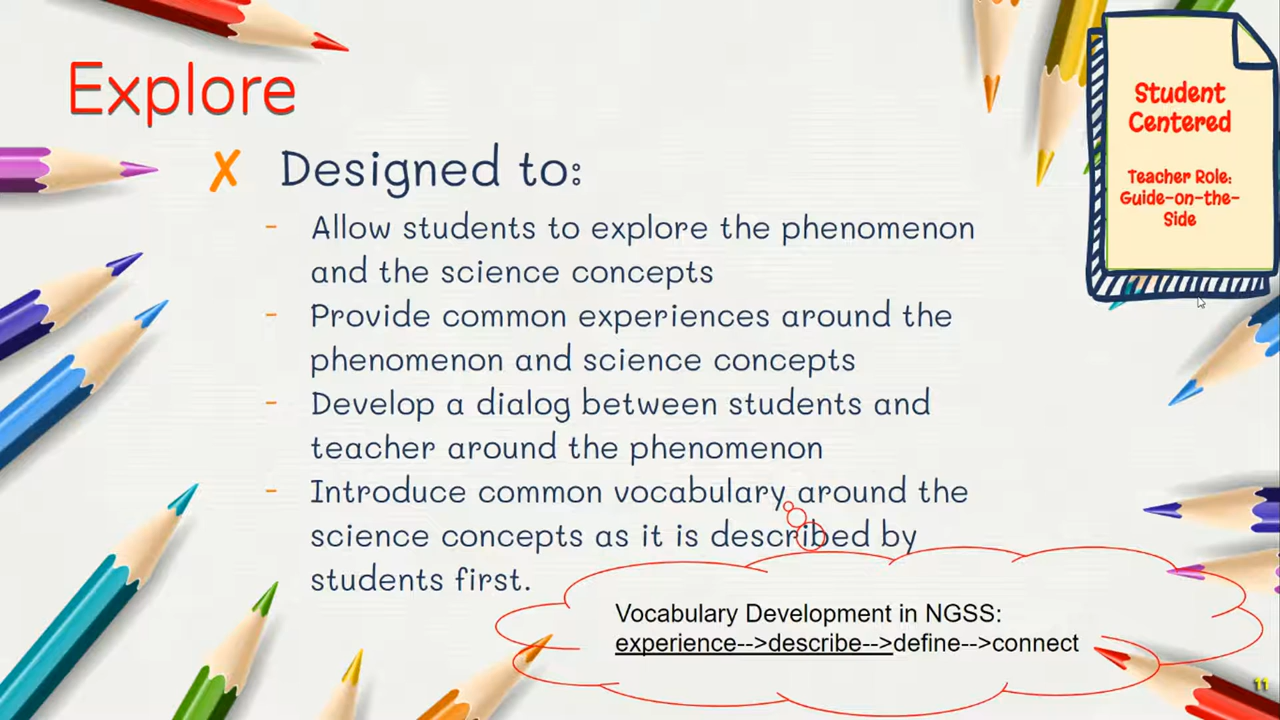 Explore
Student
Centered
Teacher Role:
Guide-on-the-
Side
✗ Designed to:
- Allow students to explore the phenomenon
and the science concepts
- Provide common experiences around the
phenomenon and science concepts
- Develop a dialog between students and
teacher around the phenomenon
- Introduce common vocabulary around the
science concepts as it is described by
students first.
Vocabulary Development in NGSS:
experience-->describe-->define-->connect
11